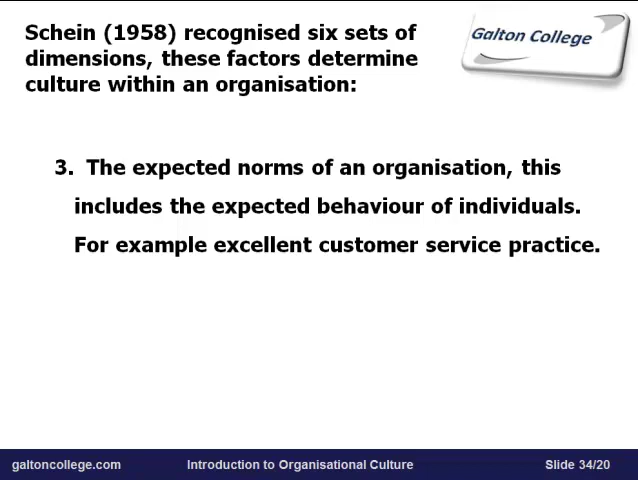 Schein (1958) recognised six sets of
dimensions, these factors determine
culture within an organisation:
Galton College
3. The expected norms of an organisation, this
includes the expected behaviour of individuals.
For example excellent customer service practice.
galtoncollege.com Introduction to Organisational Culture Slide 34/20